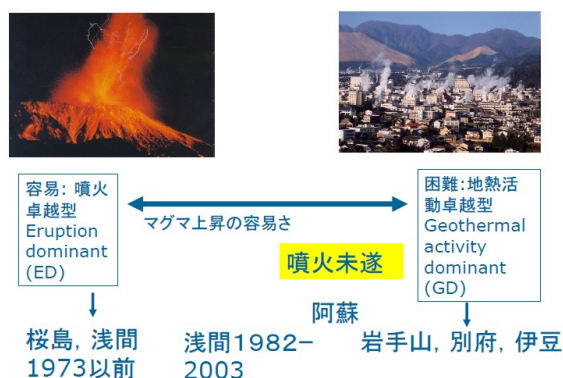 容易: 噴火
卓越型
Eruption
dominant
(ED)
マグマ上昇の容易さ
困難:地熱活
動卓越型
Geothermal
activity
dominant
(GD)
噴火未遂
阿蘇
桜島, 浅間
1973以前
浅間1982−
2003
岩手山, 別府, 伊豆